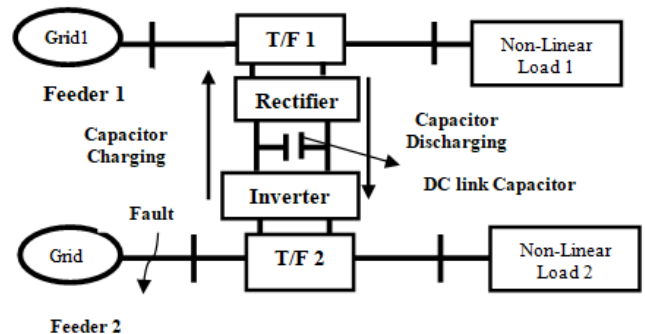 Grid1
T/F 1
Non-Linear
Load 1
Feeder 1
Rectifier
Capacitor
Charging
Capacitor
Discharging
DC link Capacitor
Inverter
Fault
Grid
T/F 2
Non-Linear
Load 2
Feeder 2